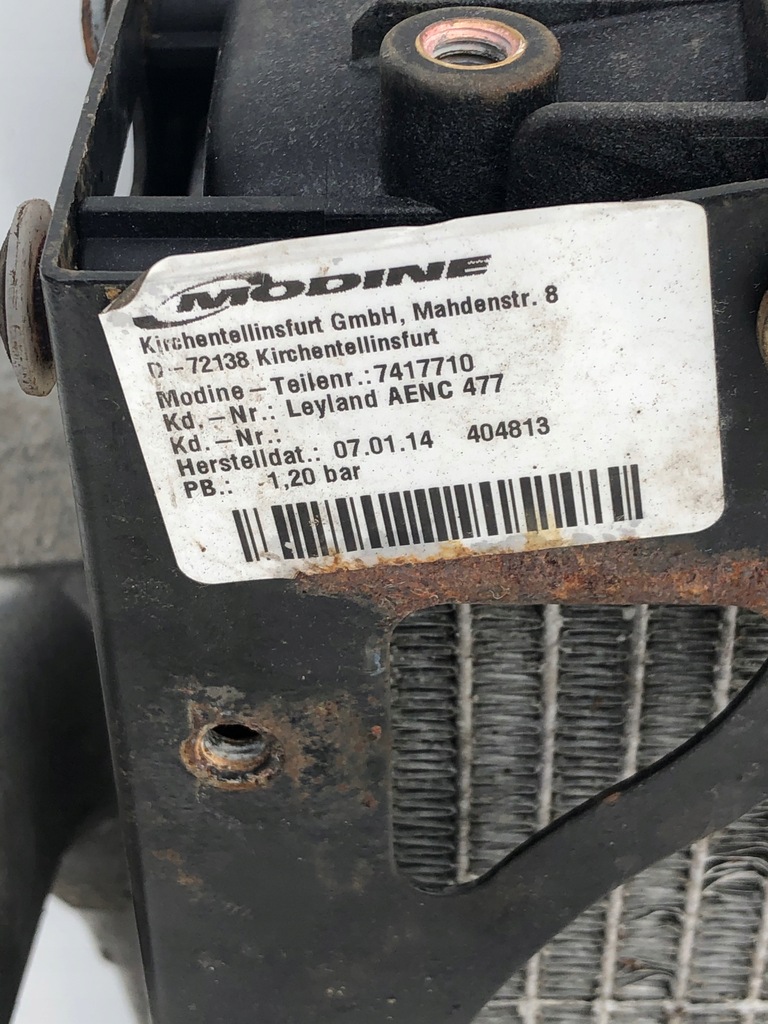 MODINE
Kirchentellinsfurt GmbH, Mahdenstr. 8
D-72138 Kirchentellinsfurt
Modine-Teilenr.:7417710
Kd.-Nr.: Leyland AENC 477
Kd.-Nr.:
Herstelldat.: 07.01.14 404813
PB.: 1,20 bar